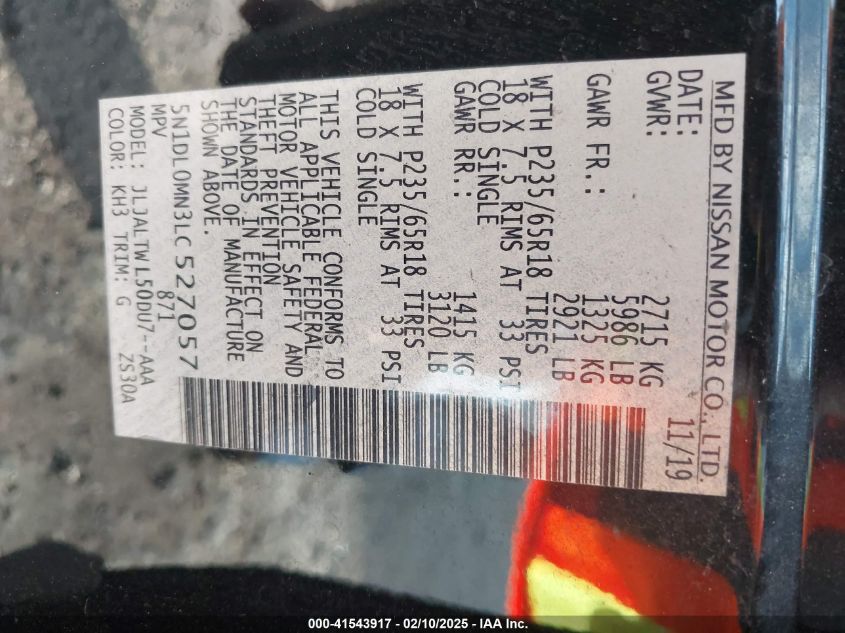 MFD BY NISSAN MOTOR CO., LTD.
DATE: 11/19
GVWR: 2715 KG
5986 LB
GAWR FR.: 1325 KG
2921 LB
WITH P235/65R18 TIRES
18 X 7.5 RIMS AT 33 PSI
COLD SINGLE
GAWR RR.: 1415 KG
3120 LB
WITH P235/65R18 TIRES
18 X 7.5 RIMS AT 33 PSI
COLD SINGLE
THIS VEHICLE CONFORMS TO
ALL APPLICABLE FEDERAL
MOTOR VEHICLE SAFETY AND
THEFT PREVENTION
STANDARDS IN EFFECT ON
THE DATE OF MANUFACTURE
SHOWN ABOVE.
5N1DL0MN3LC527057
MPV 871
MODEL: JLJALTWL50DU7--AAA
COLOR: KH3 TRIM: G 2S30A
000-41543917 - 02/10/2025 - IAA Inc.